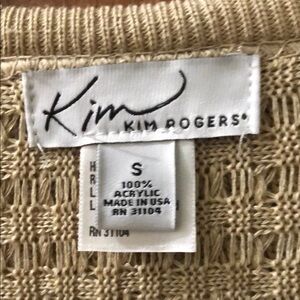 Kim
KIM ROGERS®
H
R
L
L
S
100%
ACRYLIC
MADE IN USA
RN 31104
RN 31104